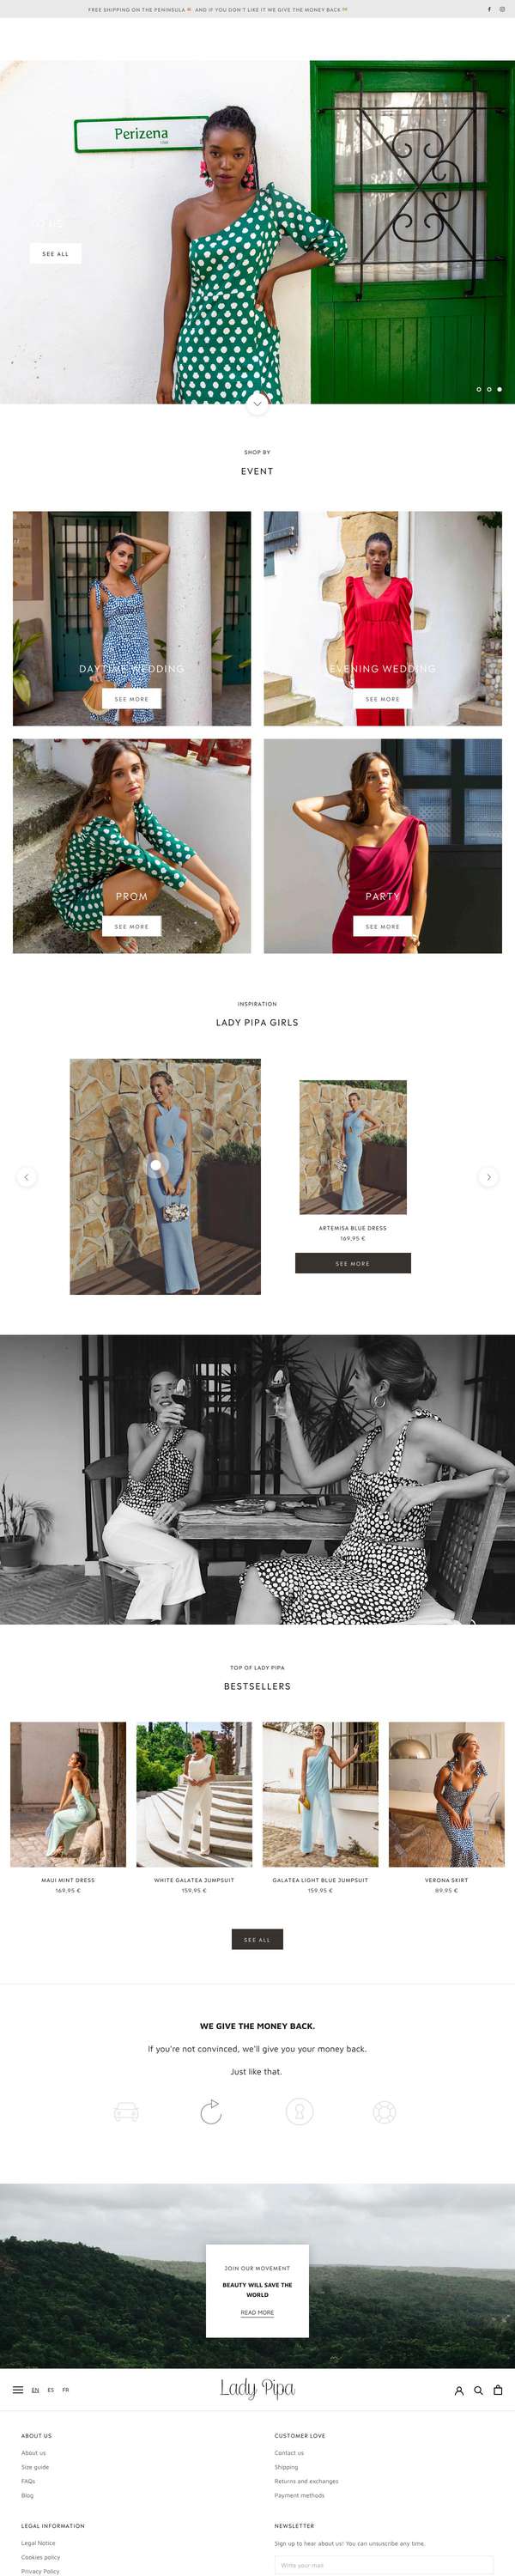 FREE SHIPPING ON THE PENINSULA AND IF YOU DON'T LIKE IT WE GIVE THE MONEY BACK
Perizena
SEE ALL
SHOP BY
EVENT
DAYTIME WEDDING
SEE MORE
EVENING WEDDING
SEE MORE
PROM
SEE MORE
PARTY
SEE MORE
INSPIRATION
LADY PIPA GIRLS
ARTEMISA BLUE DRESS
169,95 €
SEE MORE
TOP OF LADY PIPA
BESTSELLERS
MAUI MINT DRESS
169,95 €
WHITE GALATEA JUMPSUIT
159,95 €
GALATEA LIGHT BLUE JUMPSUIT
159,95 €
VERONA SKIRT
89,95 €
SEE ALL
WE GIVE THE MONEY BACK.
If you're not convinced, we'll give you your money back.
Just like that.
JOIN OUR MOVEMENT
BEAUTY WILL SAVE THE
WORLD
READ MORE
EN ES FR
Lady Pipa
ABOUT US
About us
Size guide
FAQs
Blog
CUSTOMER LOVE
Contact us
Shipping
Returns and exchanges
Payment methods
LEGAL INFORMATION
Legal Notice
Cookies policy
Privacy Policy
NEWSLETTER
Sign up to hear about us! You can unsuscribe any time.
Write your mail